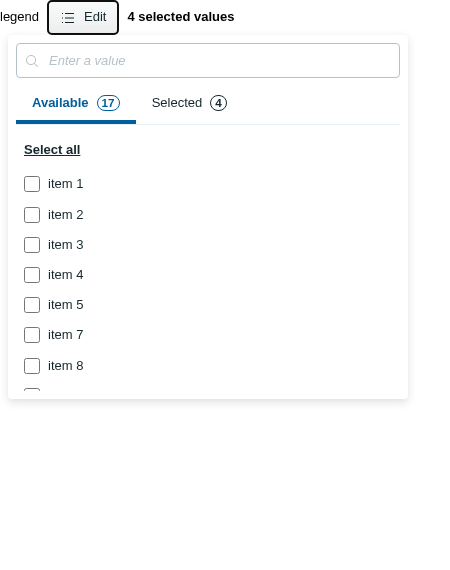 legend Edit 4 selected values
Enter a value
Available 17 Selected 4
Select all
item 1
item 2
item 3
item 4
item 5
item 7
item 8